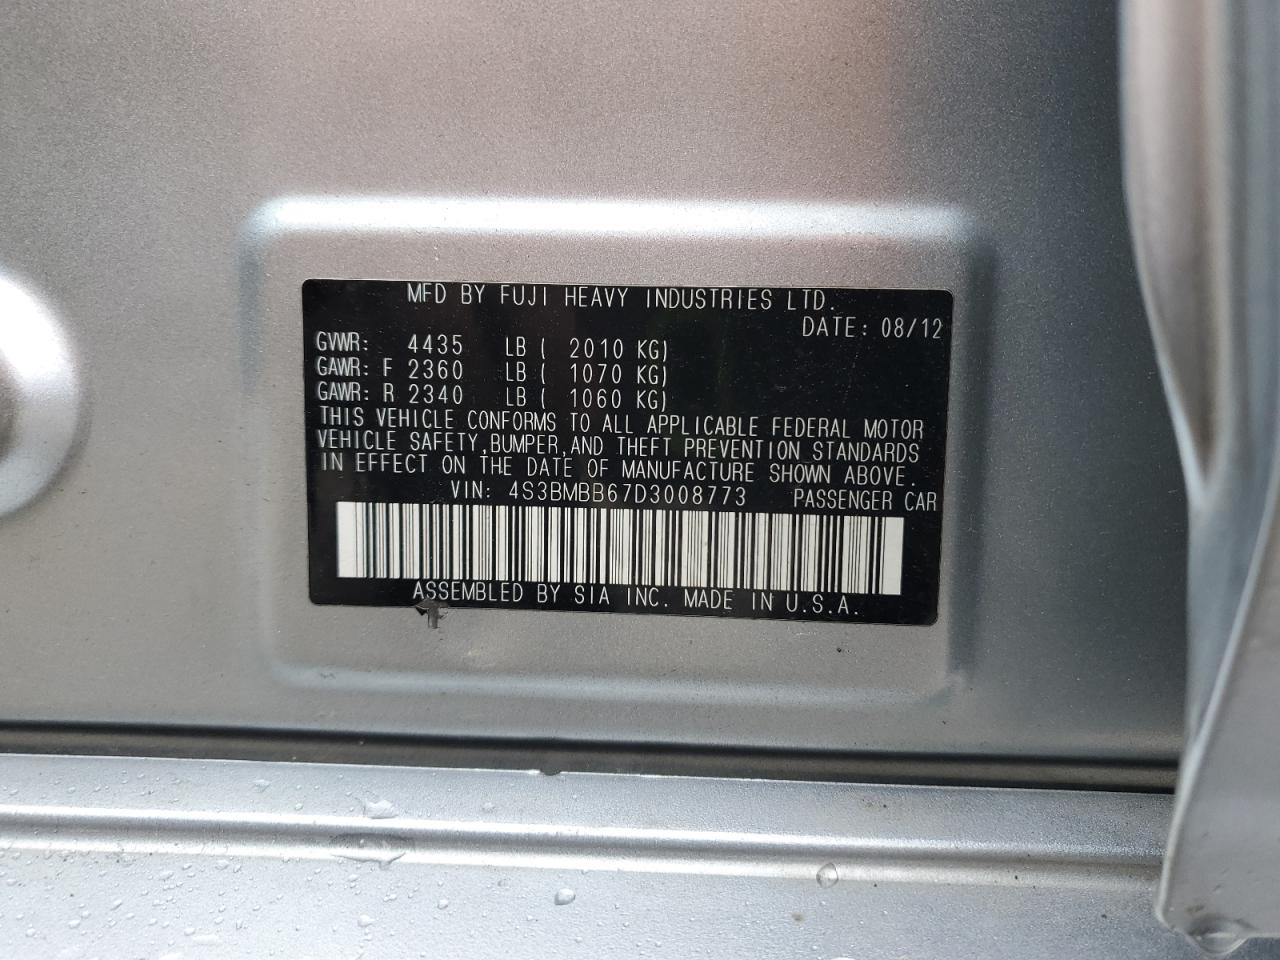 MFD BY FUJI HEAVY INDUSTRIES LTD.
DATE: 08/12
GVWR: 4435 LB ( 2010 KG)
GAWR: F 2360 LB ( 1070 KG)
GAWR: R 2340 LB ( 1060 KG)
THIS VEHICLE CONFORMS TO ALL APPLICABLE FEDERAL MOTOR
VEHICLE SAFETY,BUMPER,AND THEFT PREVENTION STANDARDS
IN EFFECT ON THE DATE OF MANUFACTURE SHOWN ABOVE.
VIN: 4S3BMBB67D3008773 PASSENGER CAR
ASSEMBLED BY SIA INC. MADE IN U.S.A.